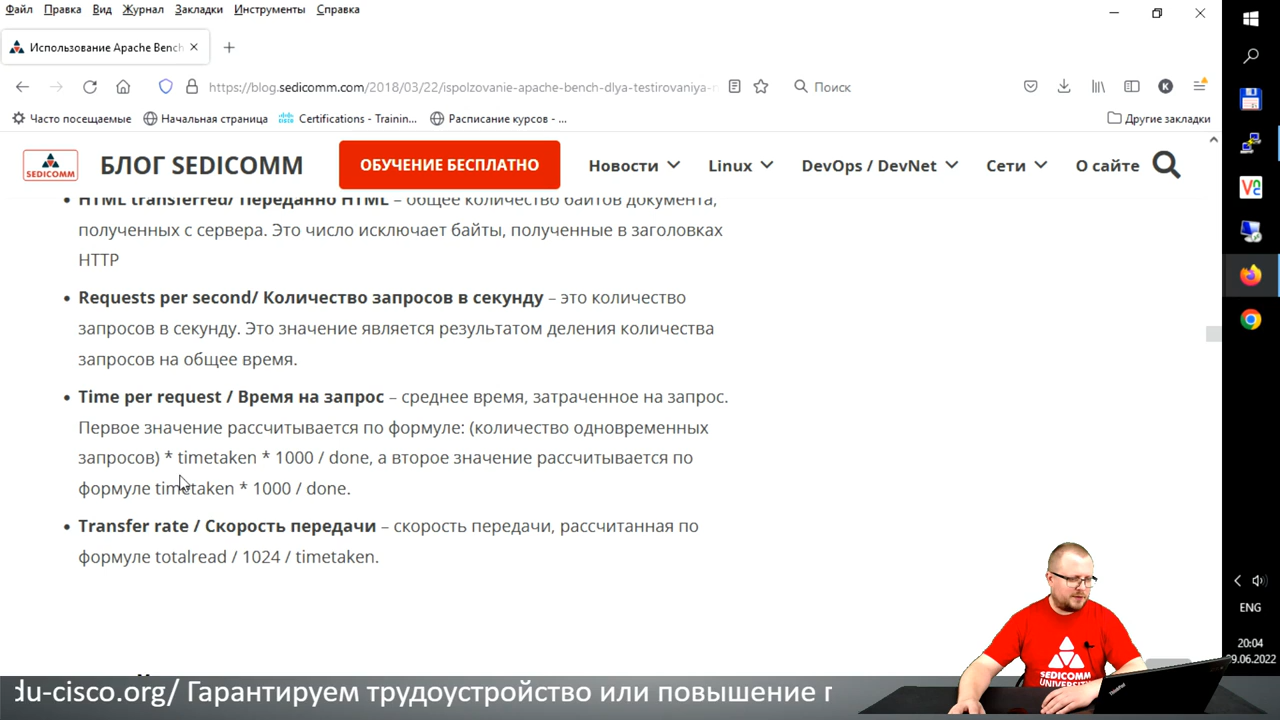 Файл Правка Вид Журнал Закладки Инструменты Справка
Использование Apache Bench
https://blog.sedicomm.com/2018/03/22/ispolzovanie-apache-bench-dlya-testirovaniya-
Поиск
Часто посещаемые Начальная страница Certifications - Trainin... Расписание курсов - ... Другие закладки
SEDICOMM БЛОГ SEDICOMM ОБУЧЕНИЕ БЕСПЛАТНО Новости Linux DevOps / DevNet Сети О сайте
HTML transferred/ Переданно HTML – общее количество байтов документа,
полученных с сервера. Это число исключает байты, полученные в заголовках
HTTP
Requests per second/ Количество запросов в секунду – это количество
запросов в секунду. Это значение является результатом деления количества
запросов на общее время.
Time per request / Время на запрос – среднее время, затраченное на запрос.
Первое значение рассчитывается по формуле: (количество одновременных
запросов) * timetaken * 1000 / done, а второе значение рассчитывается по
формуле timetaken * 1000 / done.
Transfer rate / Скорость передачи – скорость передачи, рассчитанная по
формуле totalread / 1024 / timetaken.
ENG
20:04
09.06.2022
SEDICOMM
UNIVERSITY
ThinkPad
du-cisco.org/ Гарантируем трудоустройство или повышение